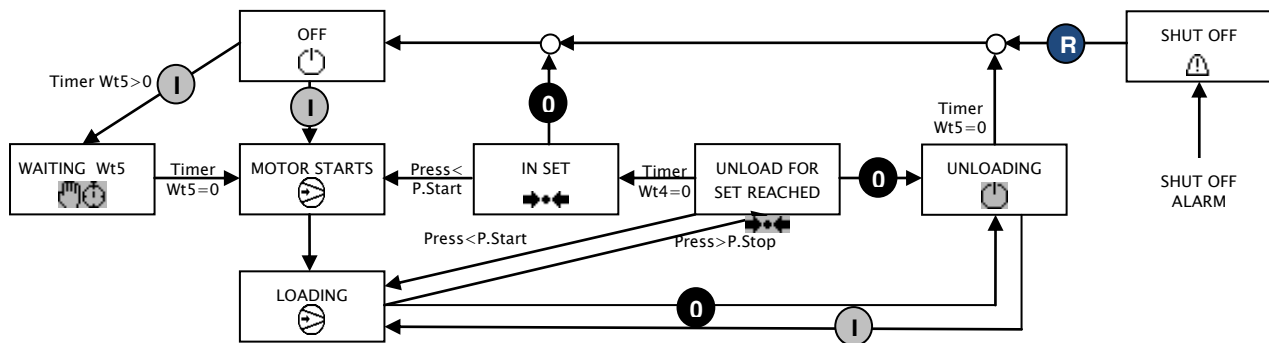 OFF
R
SHUT OFF
Timer Wt5>0
I
I
0
Timer
Wt5=0
WAITING Wt5
Timer
Wt5=0
MOTOR STARTS
Press<
P.Start
IN SET
Timer
Wt4=0
UNLOAD FOR
SET REACHED
0
UNLOADING
SHUT OFF
ALARM
Press<P.Start
Press>P.Stop
LOADING
0
I